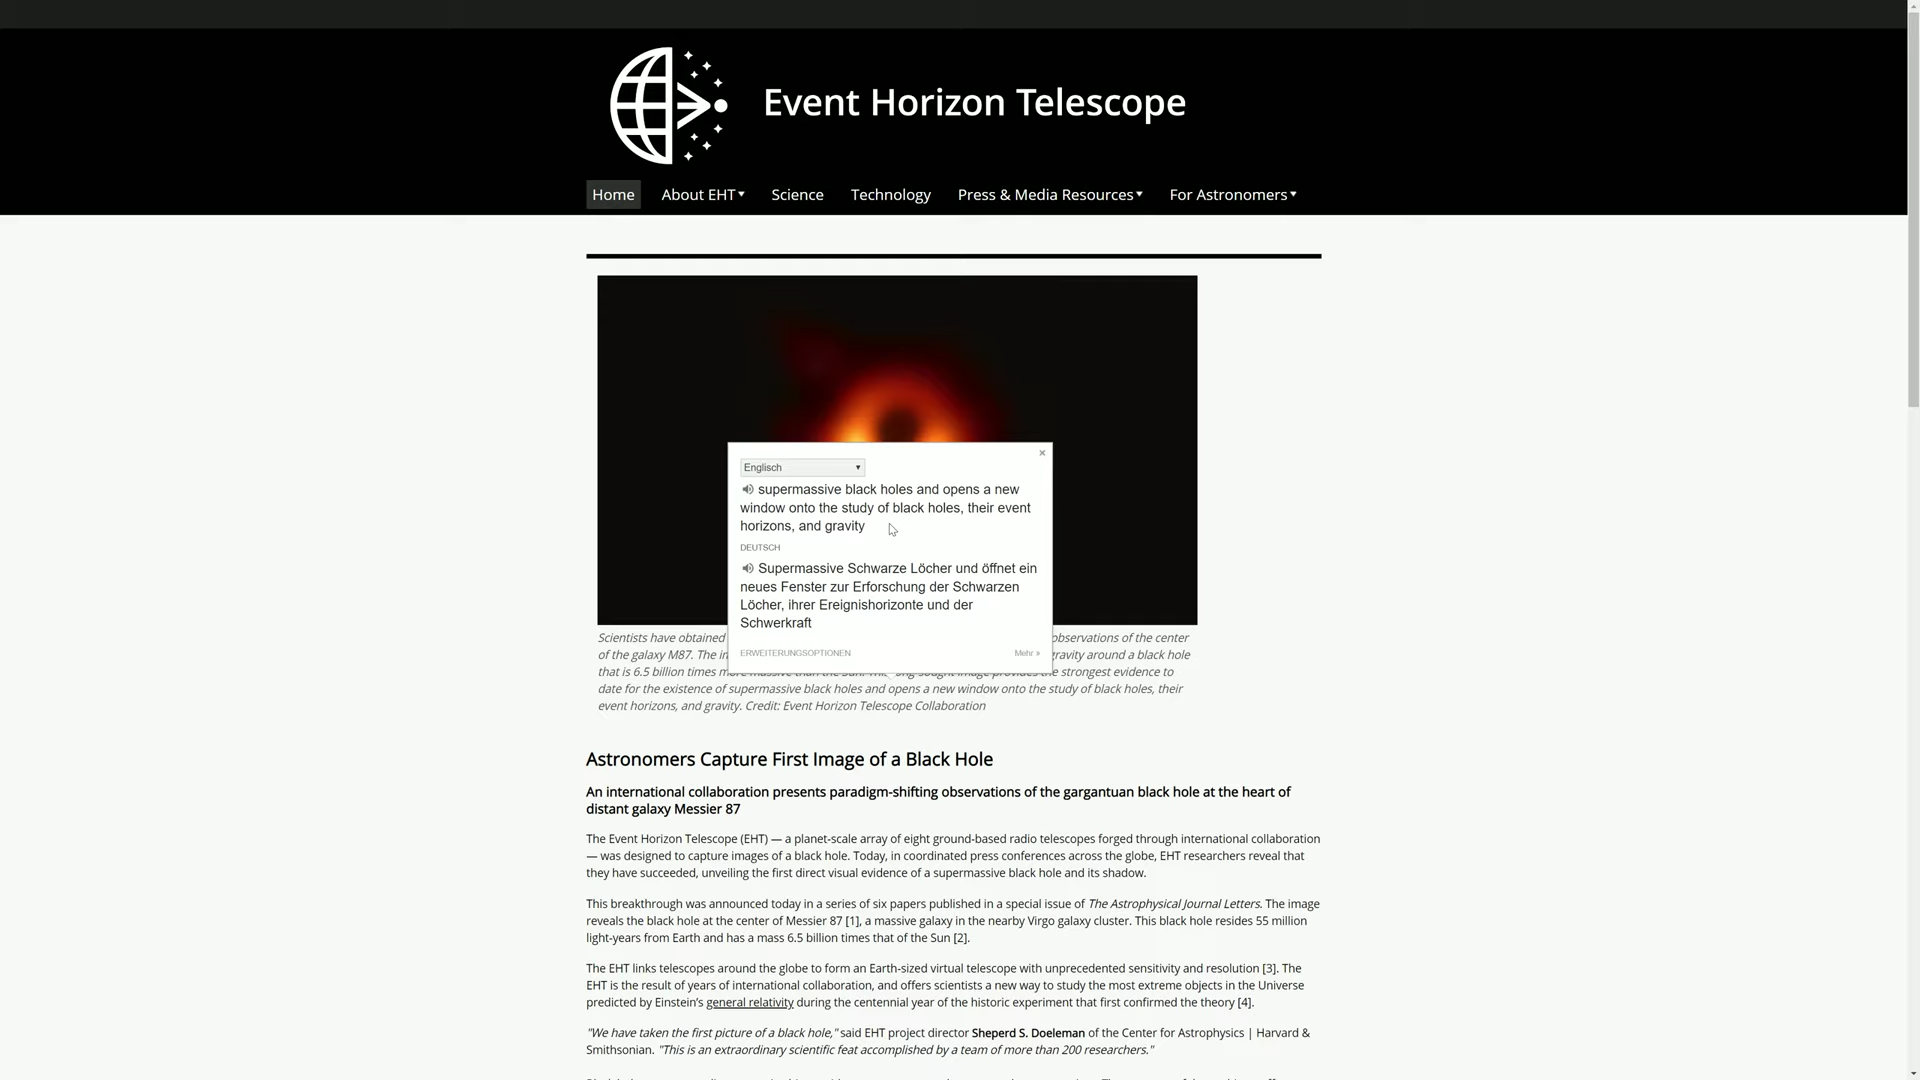 Event Horizon Telescope
Home About EHT Science Technology Press & Media Resources For Astronomers
Englisch
supermassive black holes and opens a new
window onto the study of black holes, their event
horizons, and gravity
DEUTSCH
Supermassive Schwarze Löcher und öffnet ein
neues Fenster zur Erforschung der Schwarzen
Löcher, ihrer Ereignishorizonte und der
Schwerkraft
ERWEITERUNGSOPTIONEN Mehr »
Scientists have obtained observations of the center
of the galaxy M87. The gravity around a black hole
that is 6.5 billion times more massive than the Sun. This long-sought image provides the strongest evidence to
date for the existence of supermassive black holes and opens a new window onto the study of black holes, their
event horizons, and gravity. Credit: Event Horizon Telescope Collaboration
Astronomers Capture First Image of a Black Hole
An international collaboration presents paradigm-shifting observations of the gargantuan black hole at the heart of
distant galaxy Messier 87
The Event Horizon Telescope (EHT) — a planet-scale array of eight ground-based radio telescopes forged through international collaboration
— was designed to capture images of a black hole. Today, in coordinated press conferences across the globe, EHT researchers reveal that
they have succeeded, unveiling the first direct visual evidence of a supermassive black hole and its shadow.
This breakthrough was announced today in a series of six papers published in a special issue of The Astrophysical Journal Letters. The image
reveals the black hole at the center of Messier 87 [1], a massive galaxy in the nearby Virgo galaxy cluster. This black hole resides 55 million
light-years from Earth and has a mass 6.5 billion times that of the Sun [2].
The EHT links telescopes around the globe to form an Earth-sized virtual telescope with unprecedented sensitivity and resolution [3]. The
EHT is the result of years of international collaboration, and offers scientists a new way to study the most extreme objects in the Universe
predicted by Einstein's general relativity during the centennial year of the historic experiment that first confirmed the theory [4].
"We have taken the first picture of a black hole," said EHT project director Sheperd S. Doeleman of the Center for Astrophysics | Harvard &
Smithsonian. "This is an extraordinary scientific feat accomplished by a team of more than 200 researchers."